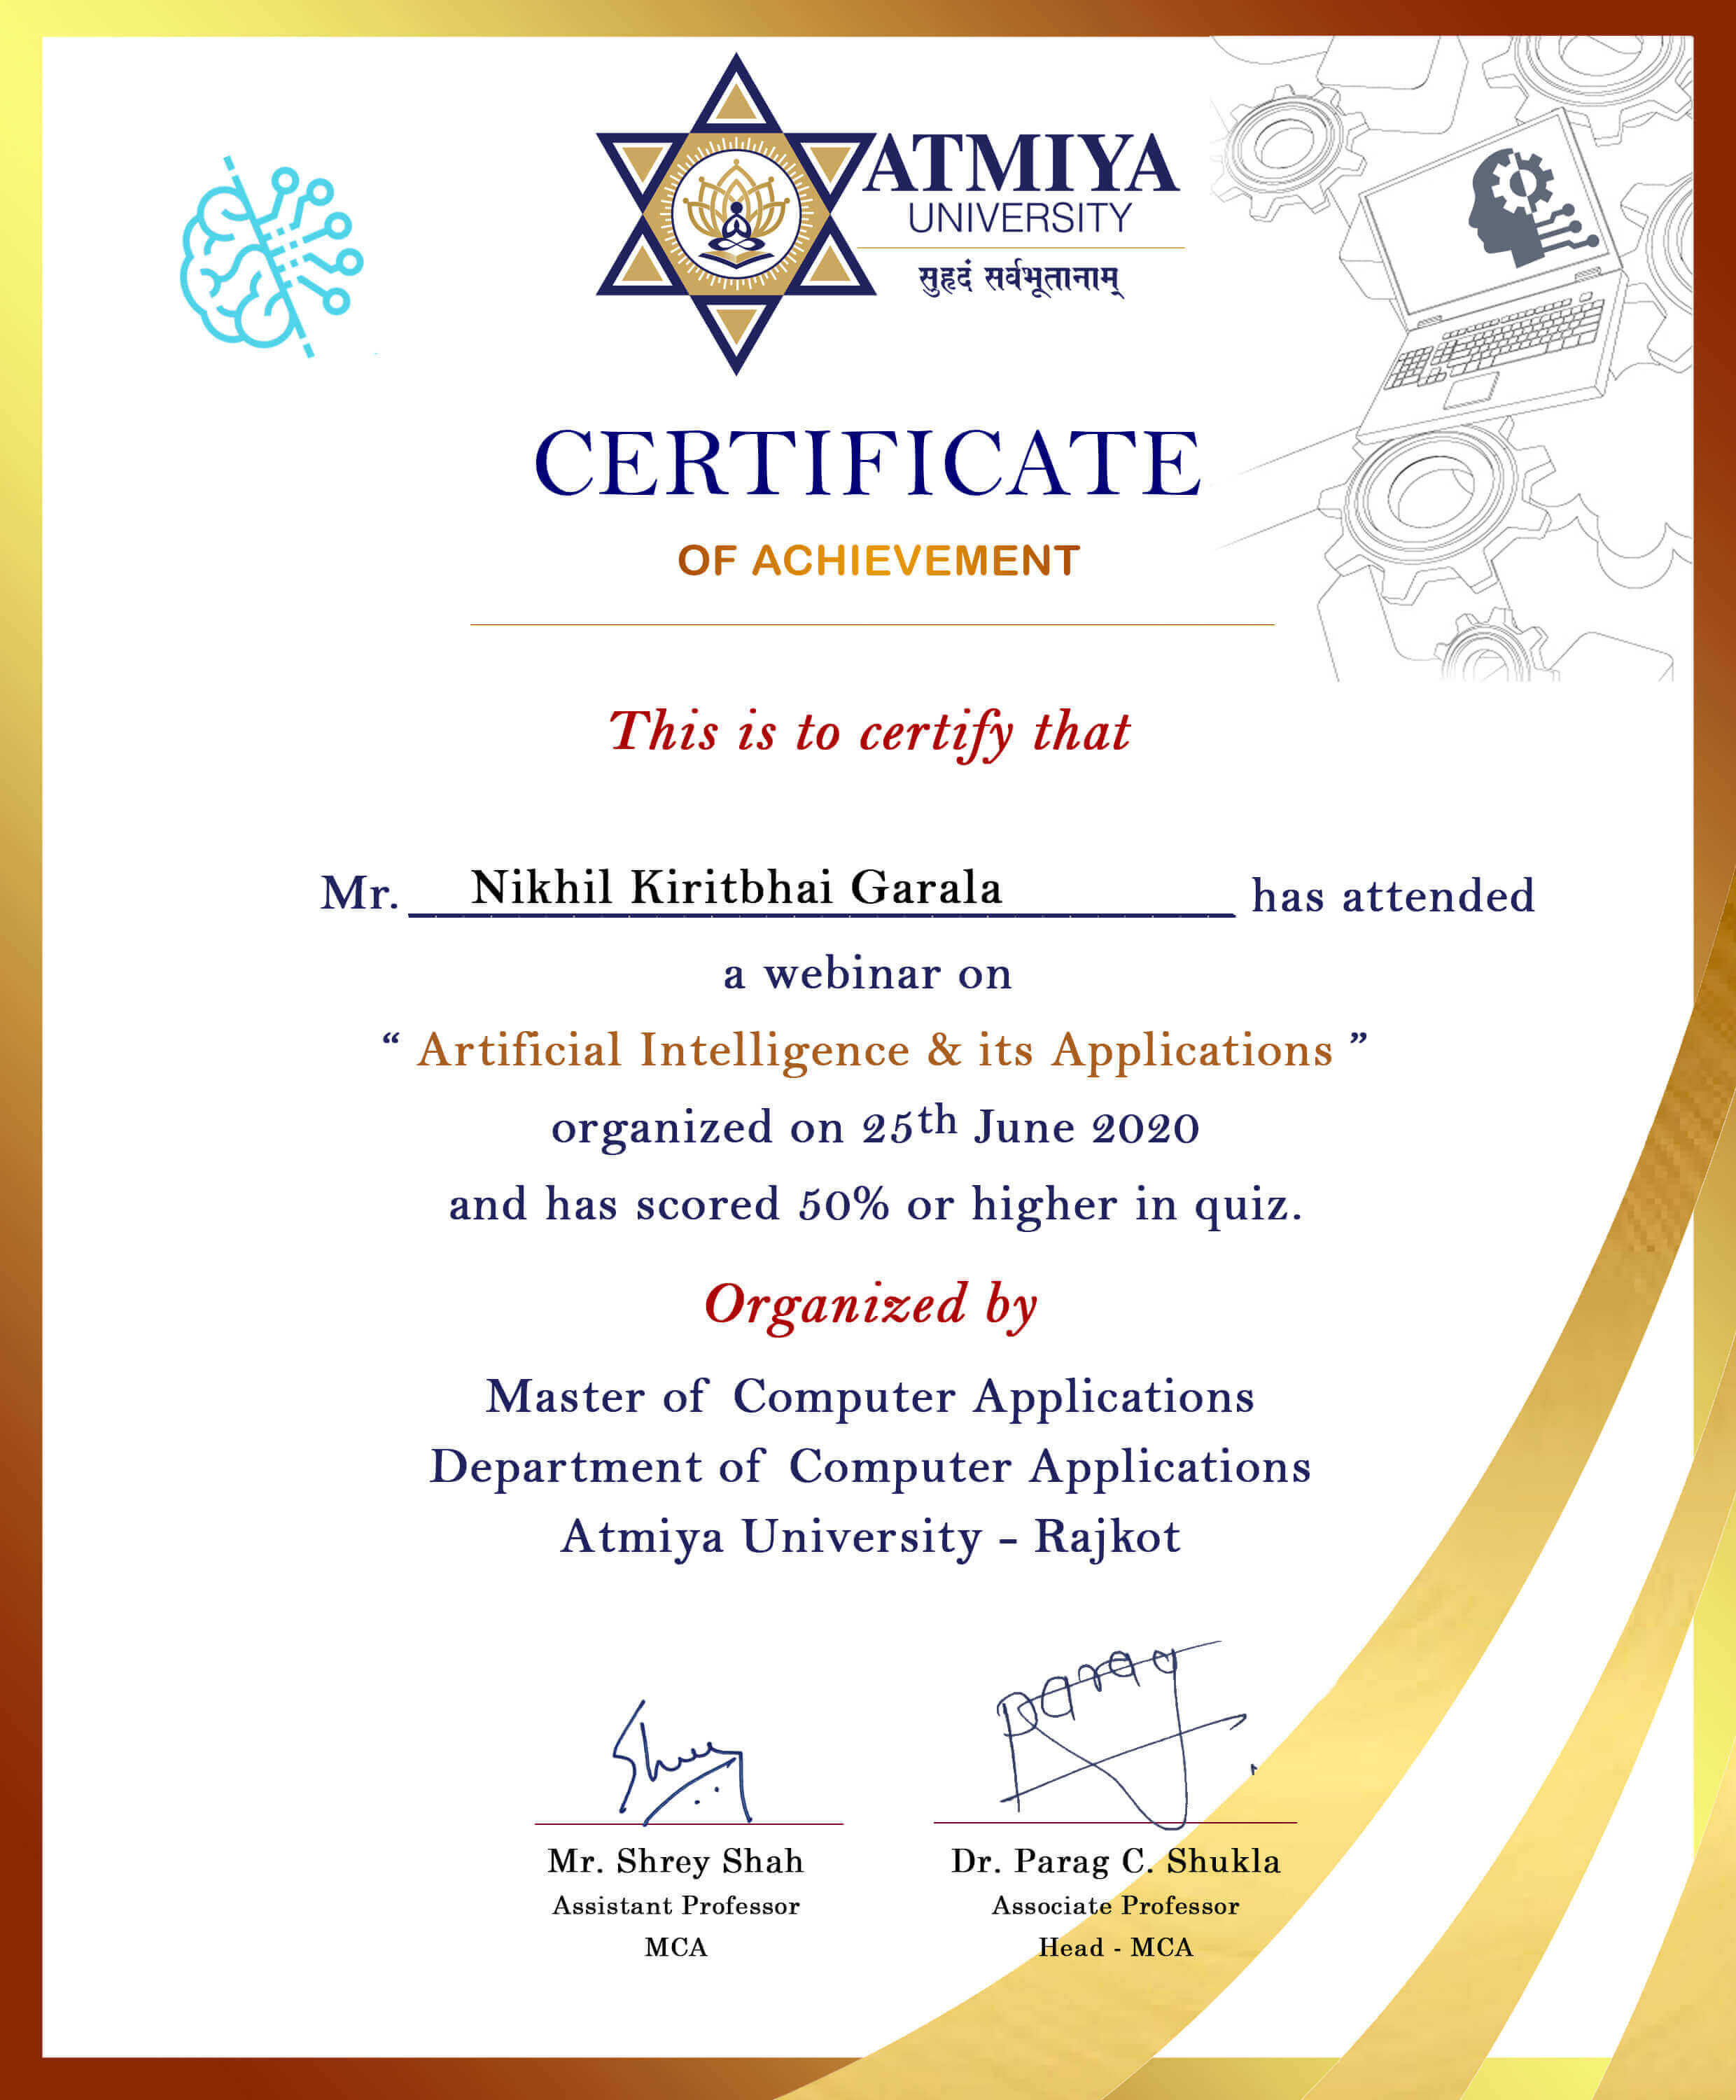 ATMIYA
UNIVERSITY
सुहृदं सर्वभूतानाम्
CERTIFICATE
OF ACHIEVEMENT
This is to certify that
Mr. Nikhil Kiritbhai Garala has attended
a webinar on
“ Artificial Intelligence & its Applications ”
organized on 25th June 2020
and has scored 50% or higher in quiz.
Organized by
Master of Computer Applications
Department of Computer Applications
Atmiya University - Rajkot
Shrey
parag
Mr. Shrey Shah
Dr. Parag C. Shukla
Assistant Professor
Associate Professor
MCA
Head - MCA